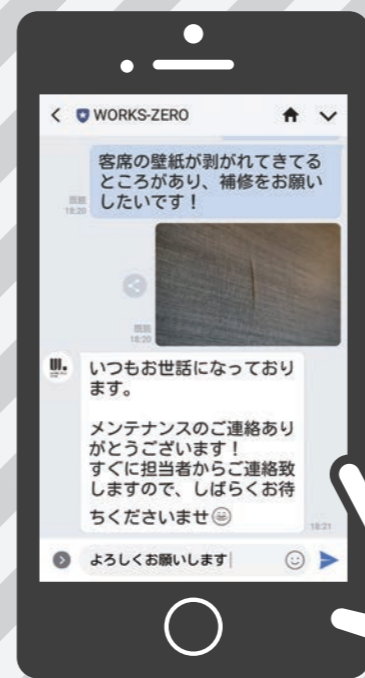 WORKS-ZERO
客席の壁紙が剥がれてきてる
ところがあり、補修をお願い
したいです！
既読
18:20
既読
18:20
いつもお世話になっており
ます。
メンテナンスのご連絡あり
がとうございます！
すぐに担当者からご連絡致
しますので、しばらくお待
ちくださいませ
18:21
よろしくお願いします